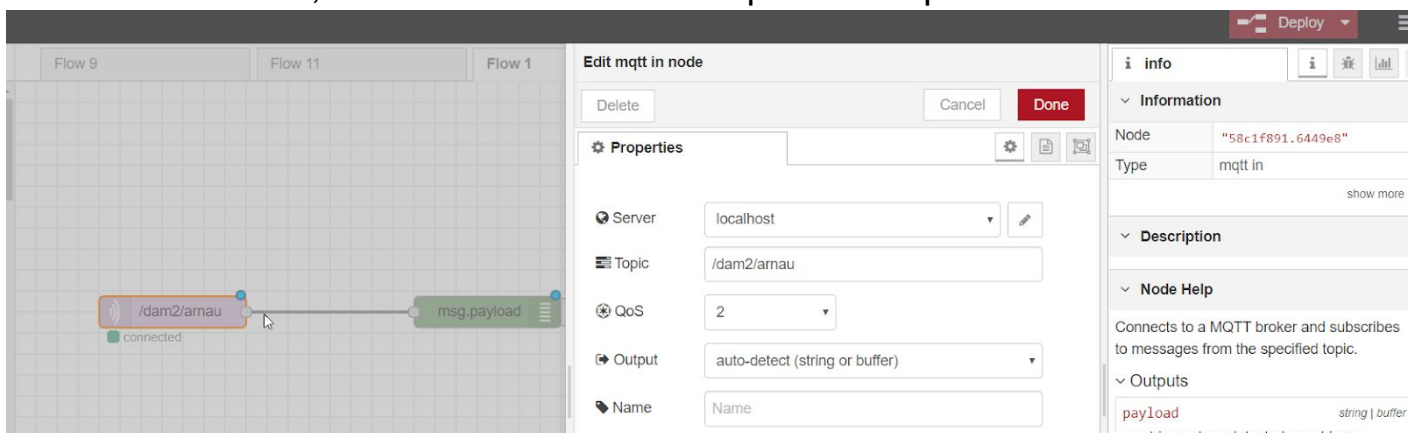 Deploy
Flow 9
Flow 11
Flow 1
Edit mqtt in node
Delete
Cancel
Done
Properties
Server
localhost
Topic
/dam2/arnau
QoS
2
Output
auto-detect (string or buffer)
Name
Name
/dam2/arnau
connected
msg.payload
i info
i
Information
Node
"58c1f891.6449e8"
Type
mqtt in
show more
Description
Node Help
Connects to a MQTT broker and subscribes
to messages from the specified topic.
Outputs
payload
string | buffer